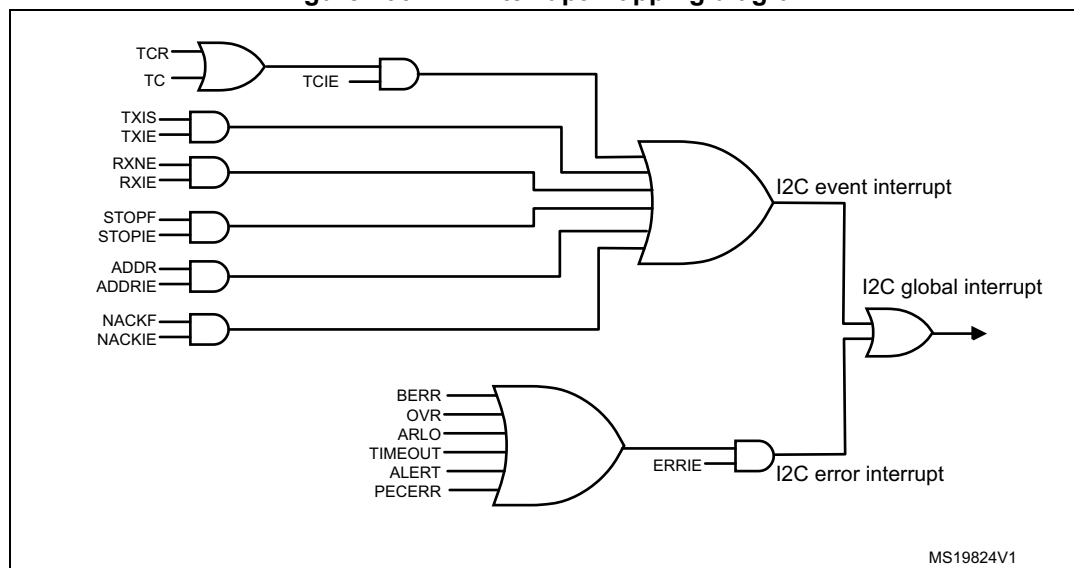 TCR
TC
TCIE
TXIS
TXIE
RXNE
RXIE
STOPF
STOPIE
ADDR
ADDRIE
NACKF
NACKIE
I2C event interrupt
I2C global interrupt
BERR
OVR
ARLO
TIMEOUT
ALERT
PECERR
ERRIE
I2C error interrupt
MS19824V1